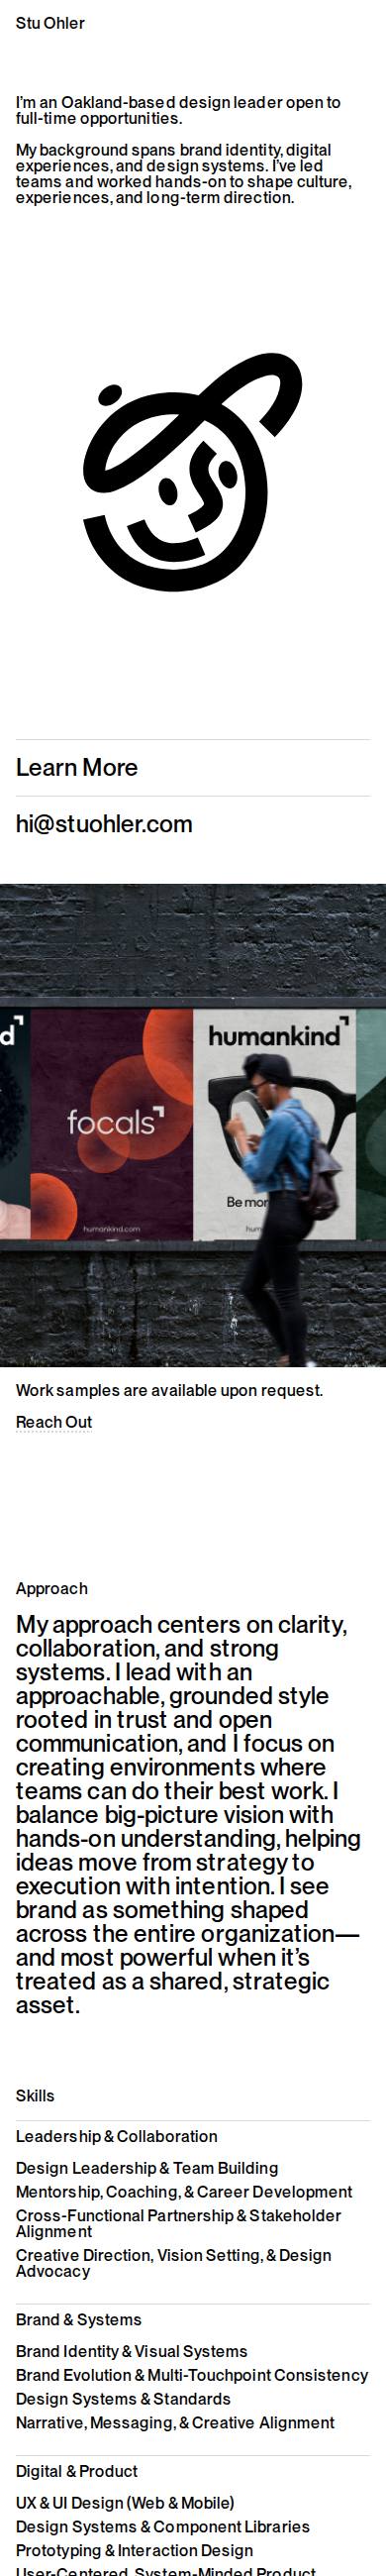 Stu Ohler
I'm an Oakland-based design leader open to
full-time opportunities.
My background spans brand identity, digital
experiences, and design systems. I've led
teams and worked hands-on to shape culture,
experiences, and long-term direction.
Learn More
hi@stuohler.com
d
humankind
focals
Be mor
humankind.com
hum
Work samples are available upon request.
Reach Out
Approach
My approach centers on clarity,
collaboration, and strong
systems. I lead with an
approachable, grounded style
rooted in trust and open
communication, and I focus on
creating environments where
teams can do their best work. I
balance big-picture vision with
hands-on understanding, helping
ideas move from strategy to
execution with intention. I see
brand as something shaped
across the entire organization—
and most powerful when it's
treated as a shared, strategic
asset.
Skills
Leadership & Collaboration
Design Leadership & Team Building
Mentorship, Coaching, & Career Development
Cross-Functional Partnership & Stakeholder
Alignment
Creative Direction, Vision Setting, & Design
Advocacy
Brand & Systems
Brand Identity & Visual Systems
Brand Evolution & Multi-Touchpoint Consistency
Design Systems & Standards
Narrative, Messaging, & Creative Alignment
Digital & Product
UX & UI Design (Web & Mobile)
Design Systems & Component Libraries
Prototyping & Interaction Design
User-Centered, System-Minded Product